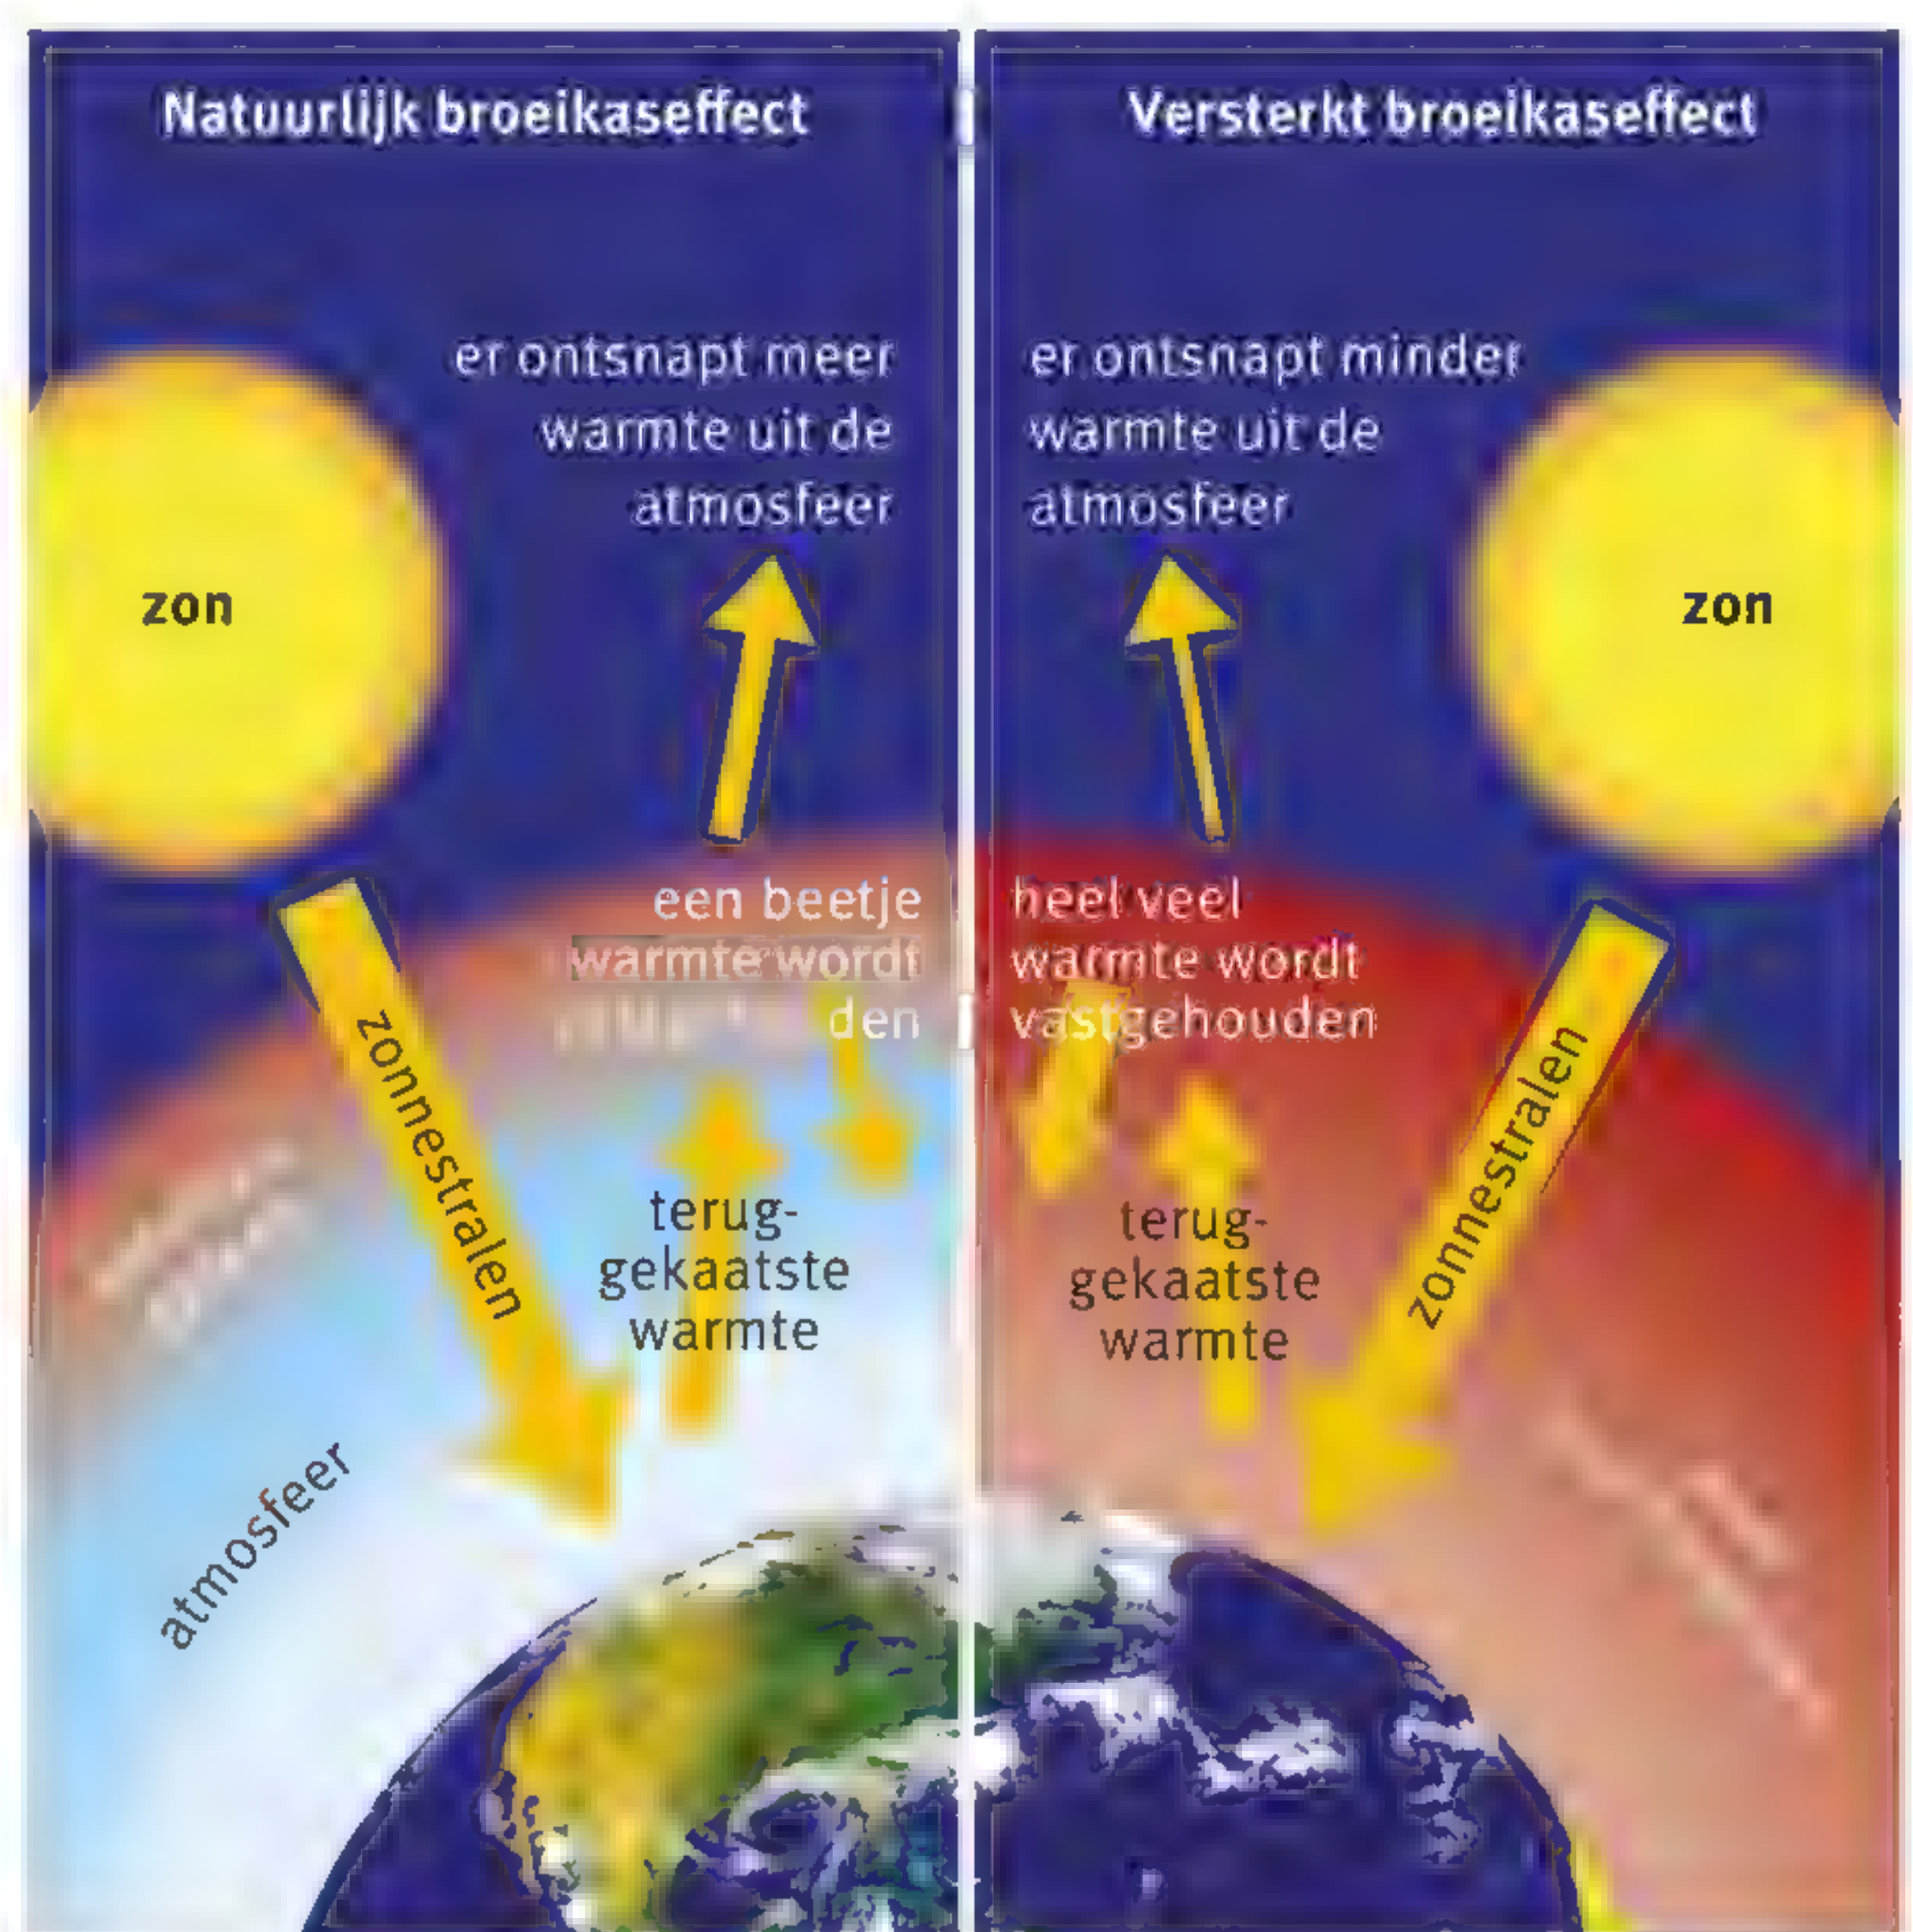 Natuurlijk broeikaseffect
er ontsnapt meer
warmte uit de
atmosfeer
zon
een beetje
warmte wordt
den
zonnestralen
terug-
gekaatste
warmte
atmosfeer
Versterkt broeikaseffect
er ontsnapt minder
warmte uit de
atmosfeer
zon
heel veel
warmte wordt
vastgehouden
zonnestralen
terug-
gekaatste
warmte